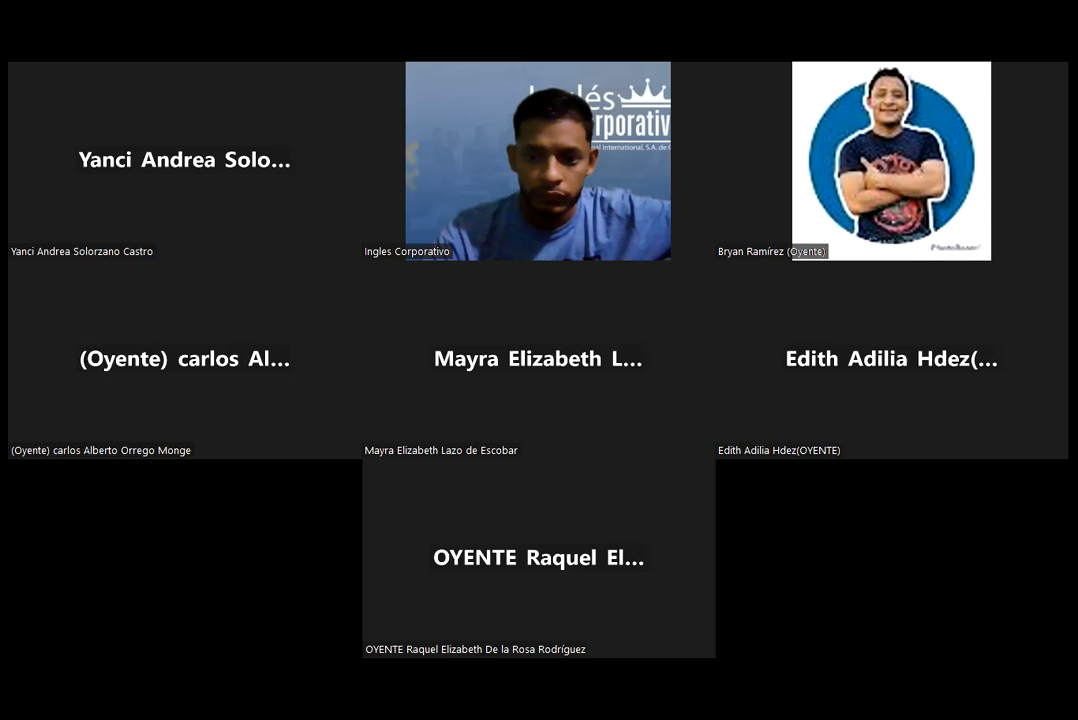 Yanci Andrea Solo...
Yanci Andrea Solorzano Castro
Ingles Corporativo
Bryan Ramírez (Oyente)
(Oyente) carlos Al...
(Oyente) carlos Alberto Orrego Monge
Mayra Elizabeth L...
Mayra Elizabeth Lazo de Escobar
Edith Adilia Hdez(...
Edith Adilia Hdez(OYENTE)
OYENTE Raquel El...
OYENTE Raquel Elizabeth De la Rosa Rodríguez